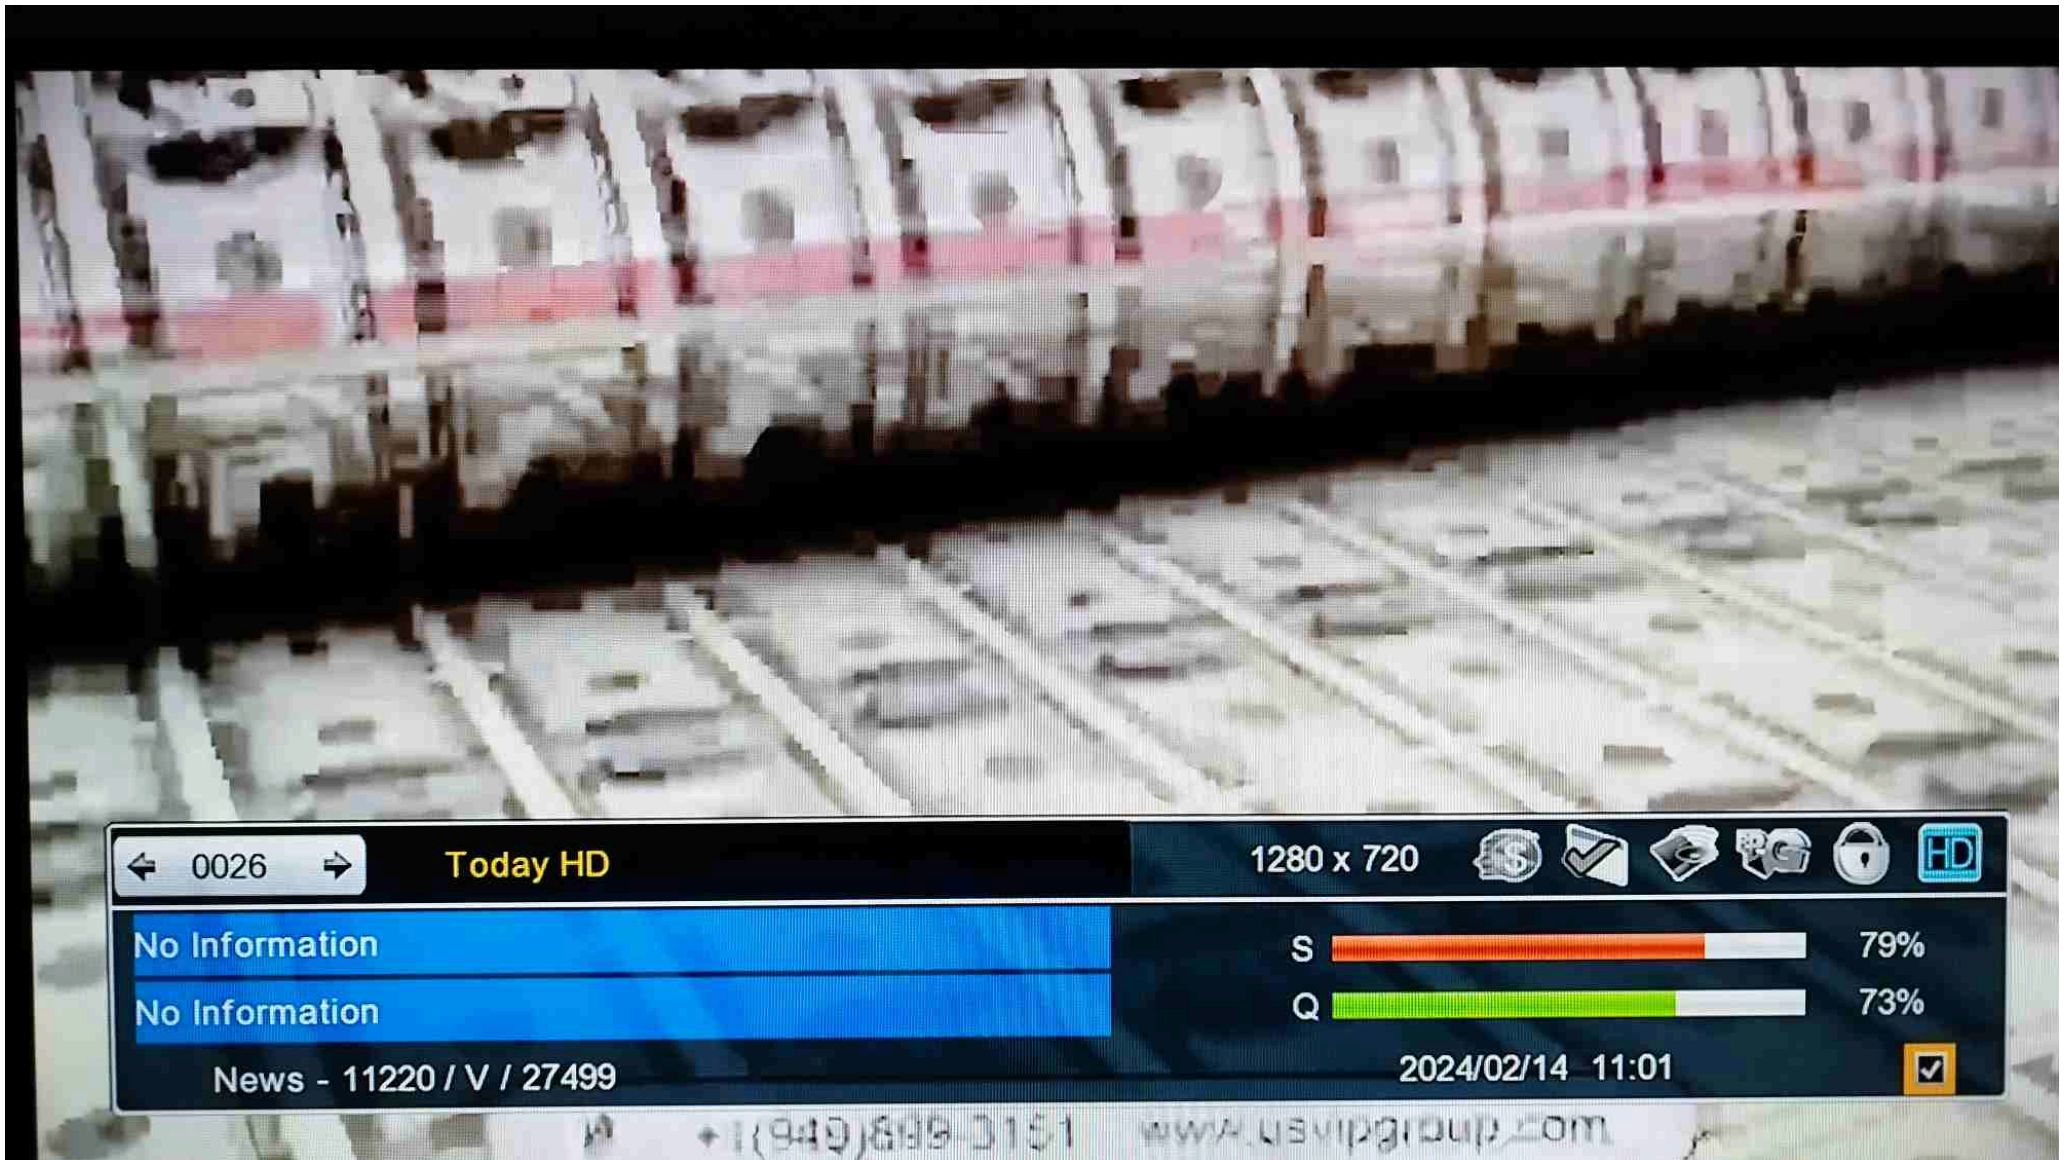 0026 Today HD 1280 x 720 HD
No Information
S 79%
No Information
Q 73%
News - 11220 / V / 27499 2024/02/14 11:01
+1(949)899-3151 www.usvipgroup.com